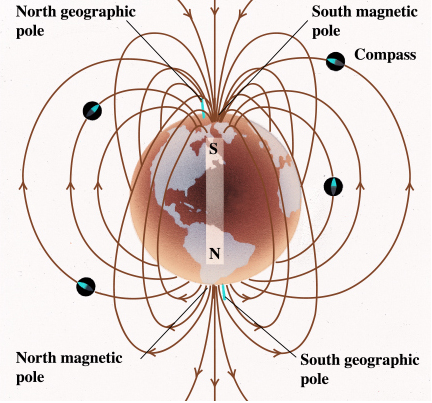 North geographic
pole
South magnetic
pole
Compass
S
N
North magnetic
pole
South geographic
pole